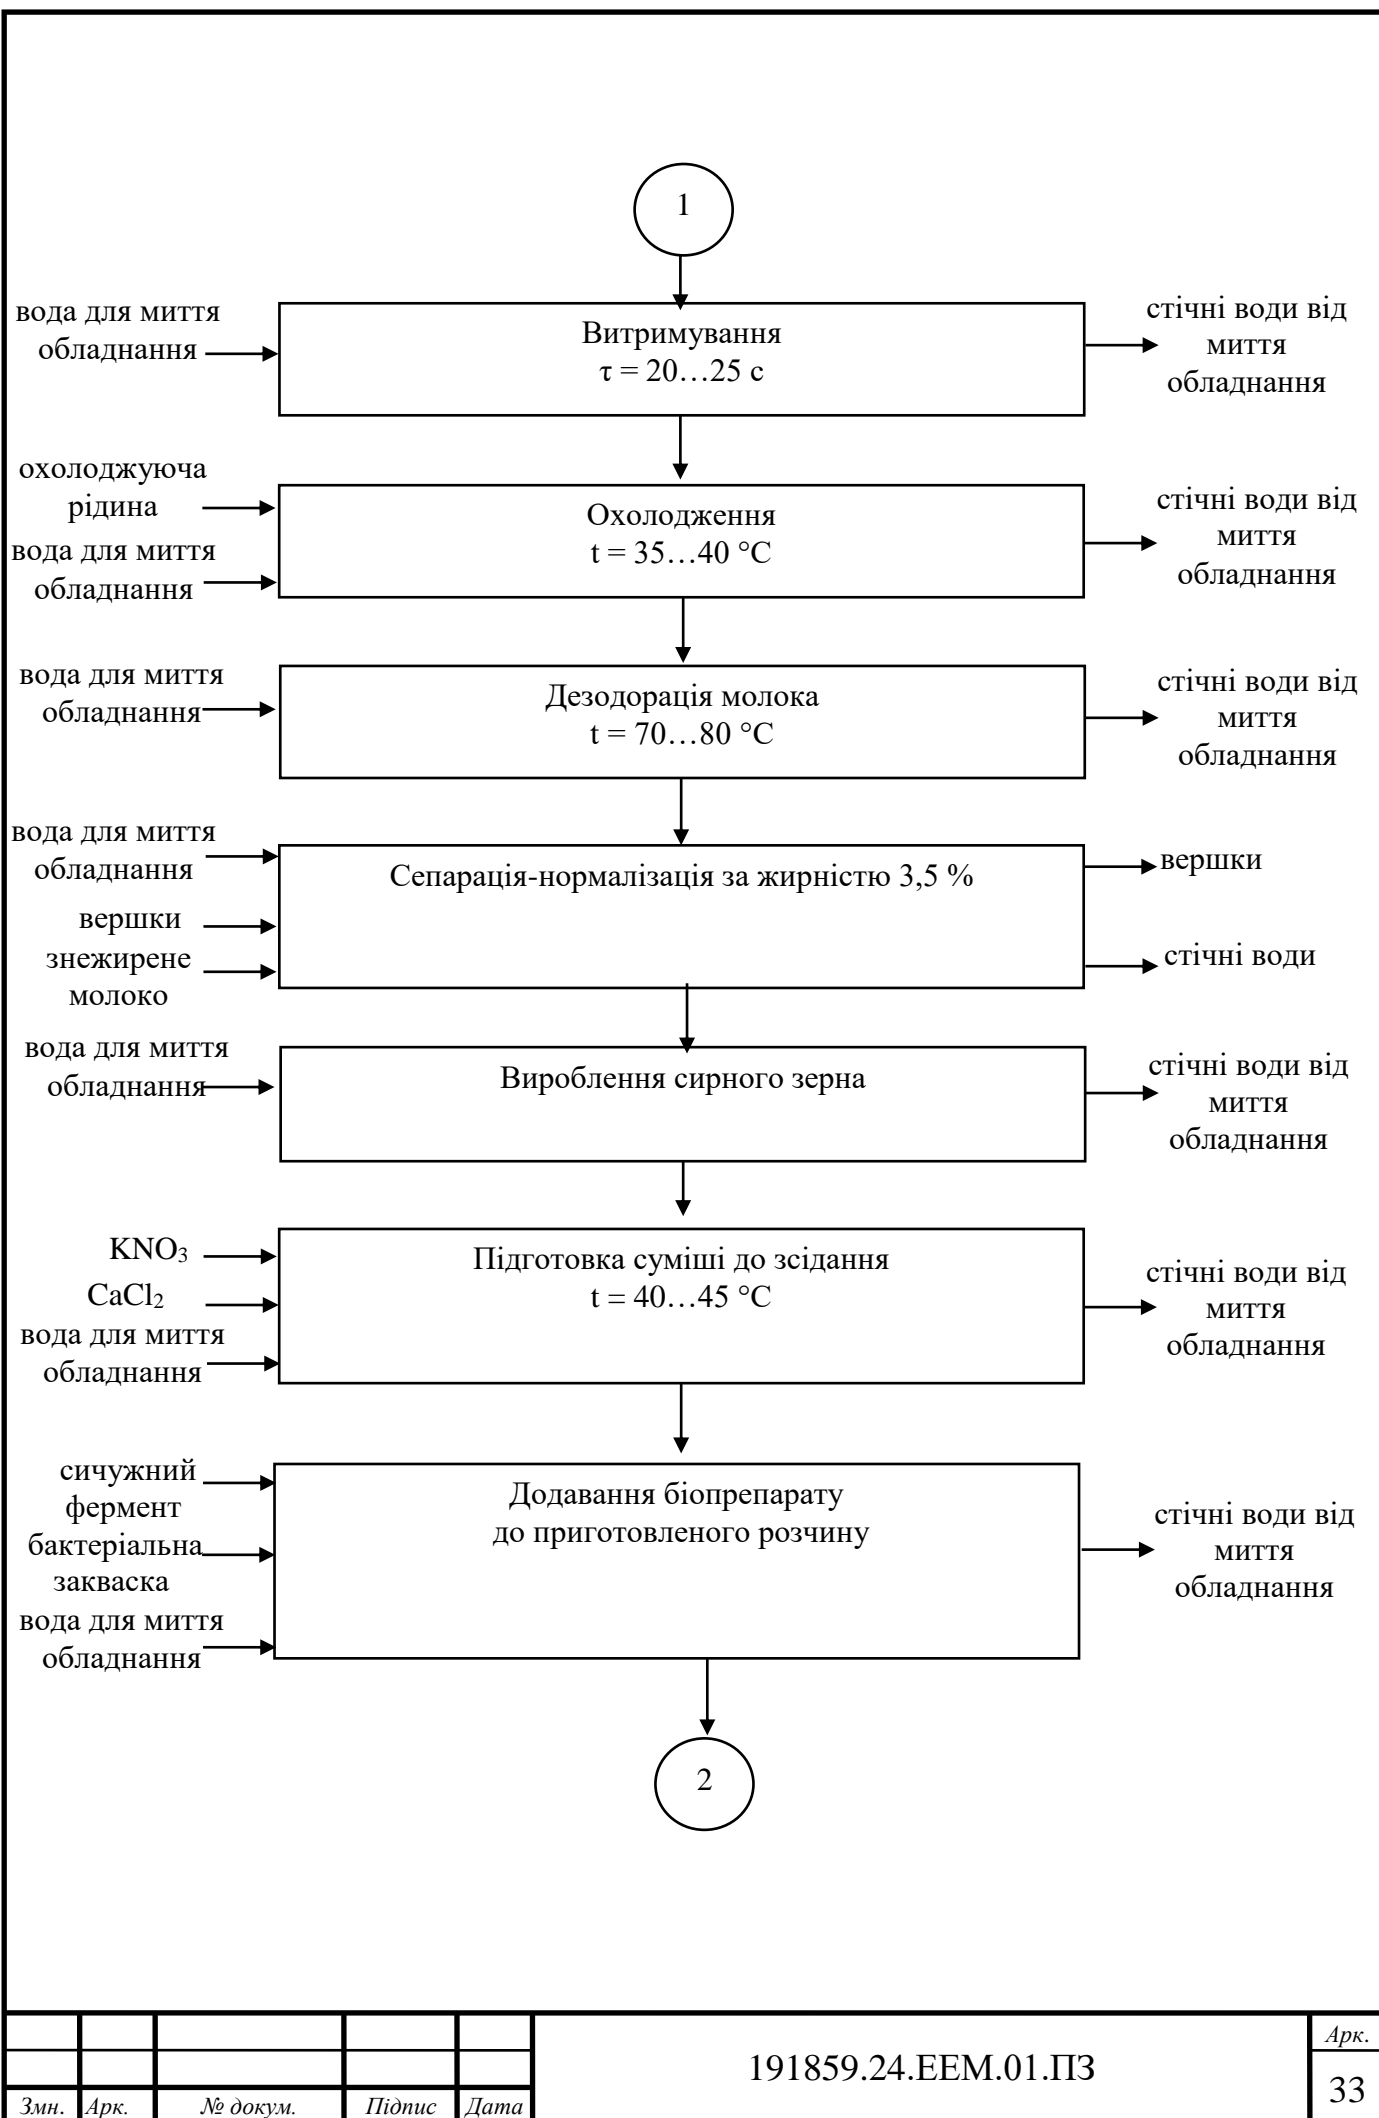 1
вода для миття
обладнання
Витримування
τ = 20…25 с
стічні води від
миття
обладнання
охолоджуюча
рідина
вода для миття
обладнання
Охолодження
t = 35…40 °С
стічні води від
миття
обладнання
вода для миття
обладнання
Дезодорація молока
t = 70…80 °С
стічні води від
миття
обладнання
вода для миття
обладнання
вершки
знежирене
молоко
Сепарація-нормалізація за жирністю 3,5 %
вершки
стічні води
вода для миття
обладнання
Вироблення сирного зерна
стічні води від
миття
обладнання
KNO₃
CaCl₂
вода для миття
обладнання
Підготовка суміші до зсідання
t = 40…45 °С
стічні води від
миття
обладнання
сичужний
фермент
бактеріальна
закваска
вода для миття
обладнання
Додавання біопрепарату
до приготовленого розчину
стічні води від
миття
обладнання
2
191859.24.ЕЕМ.01.ПЗ
Арк.
33
Змн. Арк. № докум. Підпис Дата